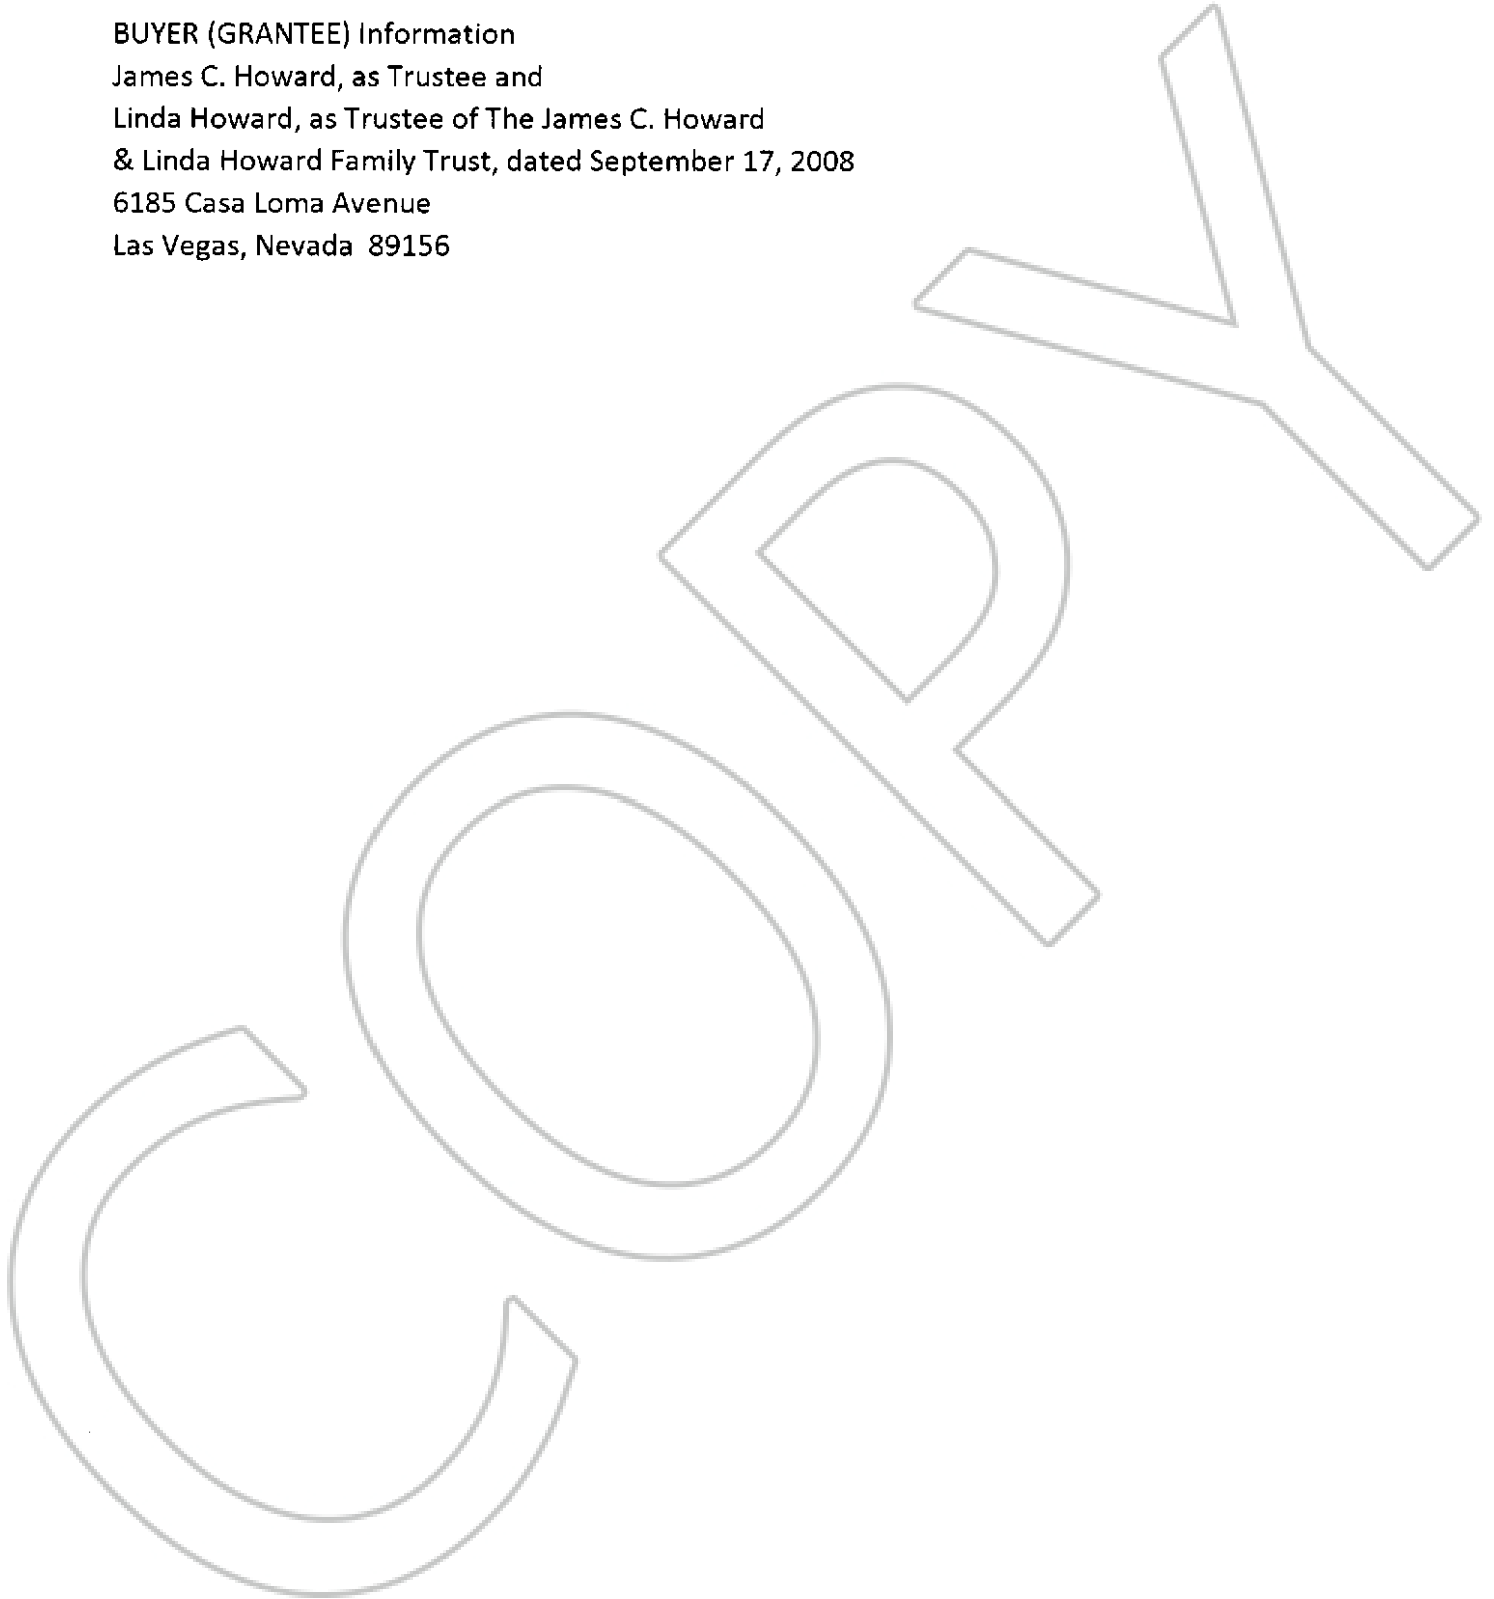 BUYER (GRANTEE) Information
James C. Howard, as Trustee and
Linda Howard, as Trustee of The James C. Howard
& Linda Howard Family Trust, dated September 17, 2008
6185 Casa Loma Avenue
Las Vegas, Nevada  89156
COPY